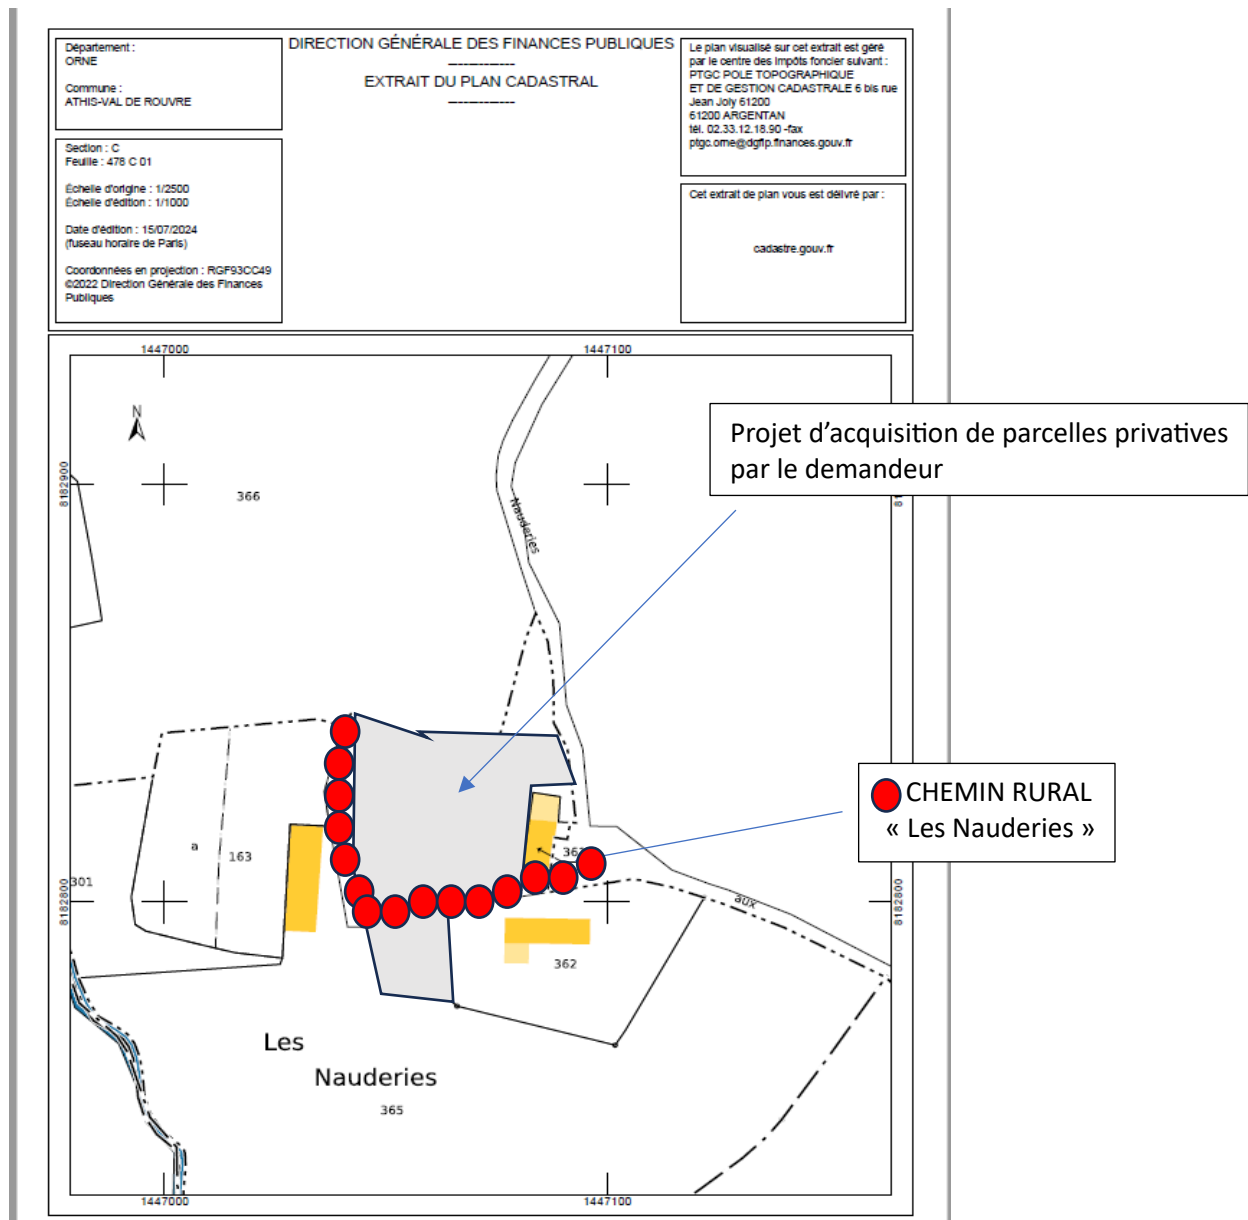 Département :
ORNE
Commune :
ATHIS-VAL DE ROUVRE
Section : C
Feuille : 478 C 01
Échelle d'origine : 1/2500
Échelle d'édition : 1/1000
Date d'édition : 15/07/2024
(fuseau horaire de Paris)
Coordonnées en projection : RGF93CC49
©2022 Direction Générale des Finances
Publiques
DIRECTION GÉNÉRALE DES FINANCES PUBLIQUES
-------------
EXTRAIT DU PLAN CADASTRAL
-------------
Le plan visualisé sur cet extrait est géré
par le centre des impôts foncier suivant :
PTGC POLE TOPOGRAPHIQUE
ET DE GESTION CADASTRALE 6 bis rue
Jean Joly 61200
61200 ARGENTAN
tél. 02.33.12.18.90 -fax
ptgc.orne@dgfip.finances.gouv.fr
Cet extrait de plan vous est délivré par :
cadastre.gouv.fr
1447000
1447100
N
8182900
366
Nauderies
Projet d'acquisition de parcelles privatives
par le demandeur
CHEMIN RURAL
« Les Nauderies »
a
163
301
8182800
aux
8182800
362
Les
Nauderies
365
1447000
1447100